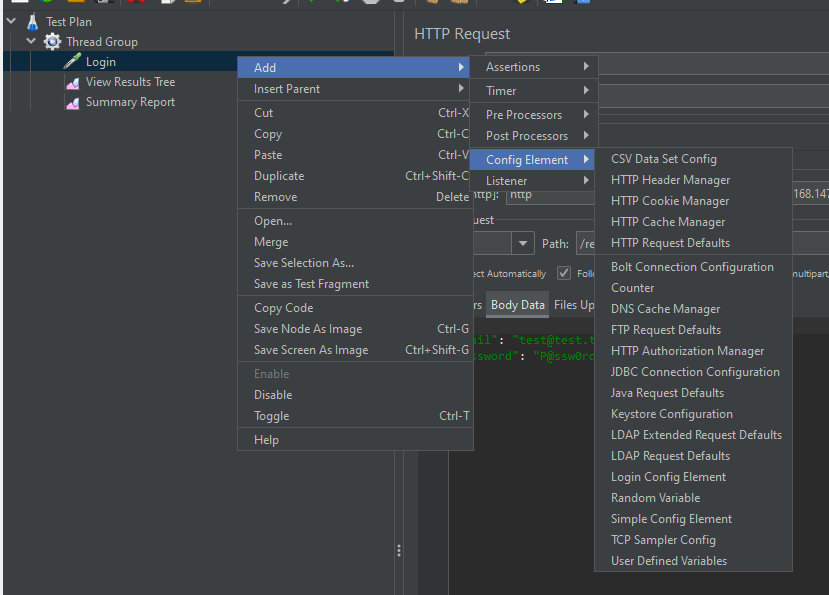 Test Plan
Thread Group
Login
View Results Tree
Summary Report
HTTP Request
Add
Insert Parent
Cut Ctrl-X
Copy Ctrl-C
Paste Ctrl-V
Duplicate Ctrl+Shift-C
Remove Delete
Open...
Merge
Save Selection As...
Save as Test Fragment
Copy Code
Save Node As Image Ctrl-G
Save Screen As Image Ctrl+Shift-G
Enable
Disable
Toggle Ctrl-T
Help
Assertions
Timer
Pre Processors
Post Processors
Config Element
Listener
CSV Data Set Config
HTTP Header Manager
HTTP Cookie Manager
HTTP Cache Manager
HTTP Request Defaults
Bolt Connection Configuration
Counter
DNS Cache Manager
FTP Request Defaults
HTTP Authorization Manager
JDBC Connection Configuration
Java Request Defaults
Keystore Configuration
LDAP Extended Request Defaults
LDAP Request Defaults
Login Config Element
Random Variable
Simple Config Element
TCP Sampler Config
User Defined Variables
http]: http 168.147
uest
Path: /re
ect Automatically Foll multipart/
rs Body Data Files Up
ail": "test@test.t
sword": "P@ssw0rd